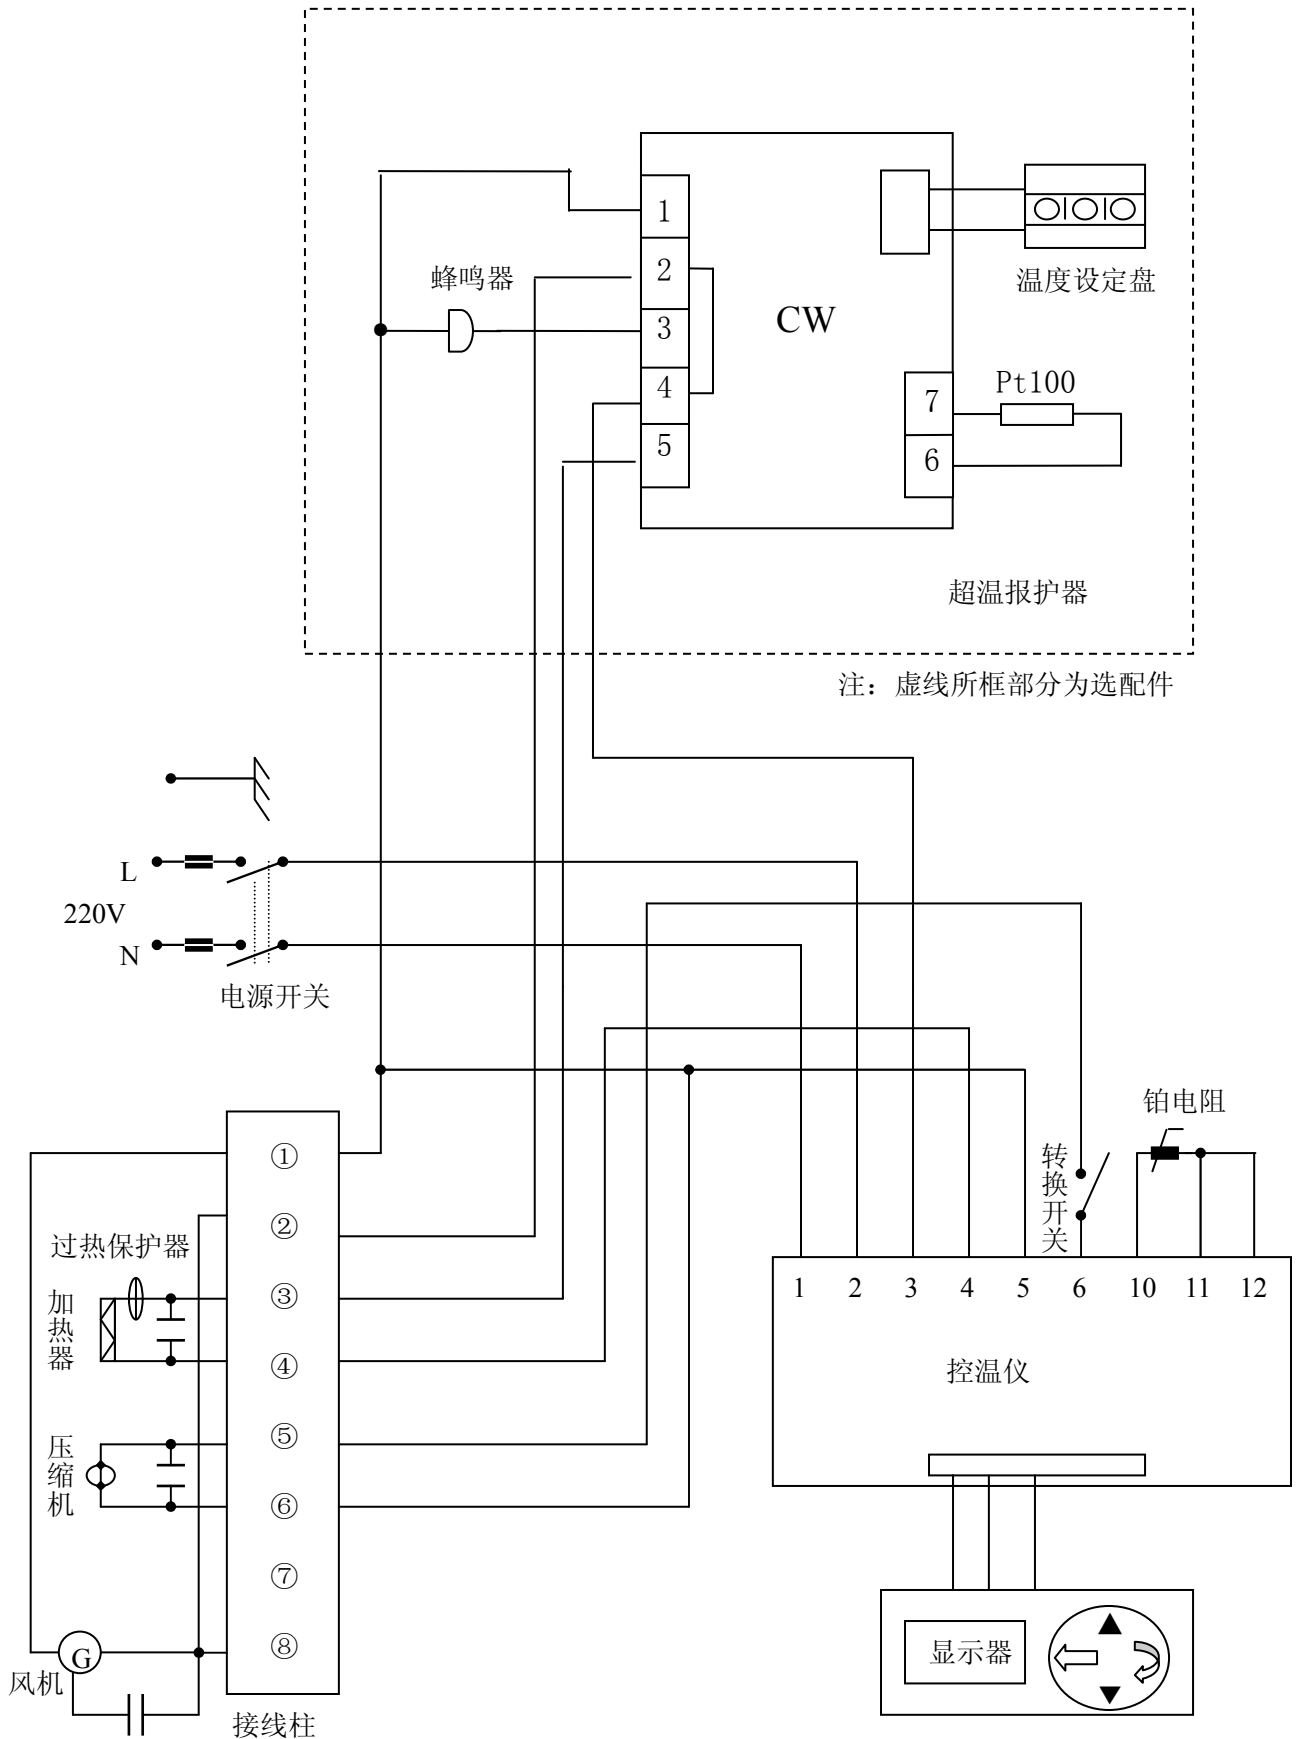 1
2
3
4
5
蜂鸣器
CW
温度设定盘
Pt100
7
6
超温报护器
注：虚线所框部分为选配件
L
220V
N
电源开关
铂电阻
转换开关
①
②
③
④
⑤
⑥
⑦
⑧
过热保护器
加热器
压缩机
G
风机
接线柱
1 2 3 4 5 6 10 11 12
控温仪
显示器